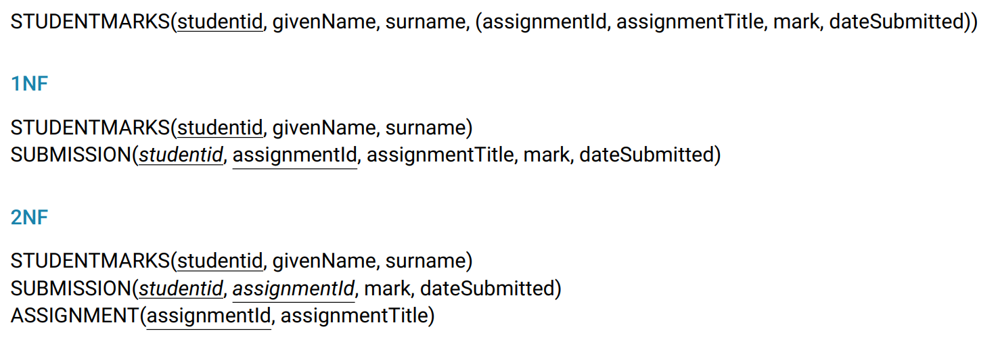 STUDENTMARKS(studentid, givenName, surname, (assignmentId, assignmentTitle, mark, dateSubmitted))
1NF
STUDENTMARKS(studentid, givenName, surname)
SUBMISSION(studentid, assignmentId, assignmentTitle, mark, dateSubmitted)
2NF
STUDENTMARKS(studentid, givenName, surname)
SUBMISSION(studentid, assignmentId, mark, dateSubmitted)
ASSIGNMENT(assignmentId, assignmentTitle)